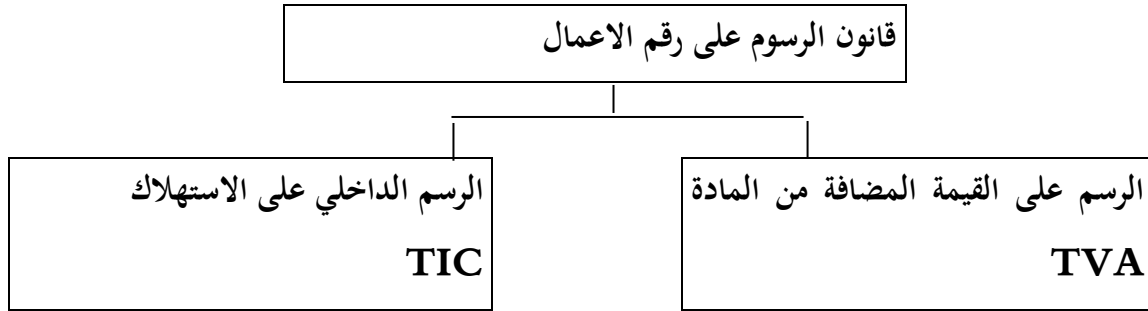 قانون الرسوم على رقم الاعمال
الرسم على القيمة المضافة من المادة
TVA
الرسم الداخلي على الاستهلاك
TIC